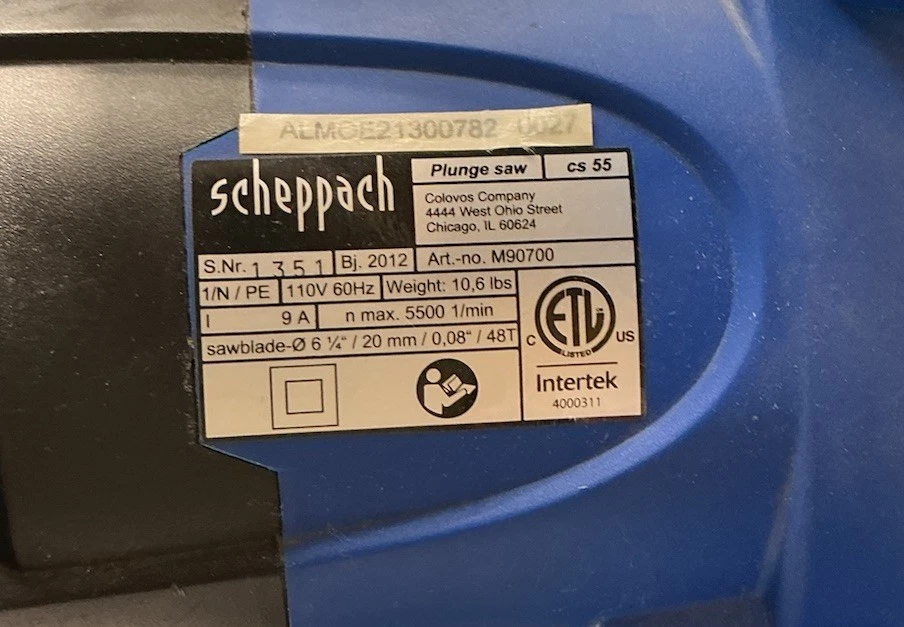 ALMOE21300782 0027
scheppach
Plunge saw cs 55
Colovos Company
4444 West Ohio Street
Chicago, IL 60624
S.Nr. 1351 Bj. 2012 Art.-no. M90700
1/N / PE 110V 60Hz Weight: 10,6 lbs
I 9 A n max. 5500 1/min
sawblade-Ø 6 ¼“ / 20 mm / 0,08“ / 48T
ETL
LISTED
C US
Intertek
4000311